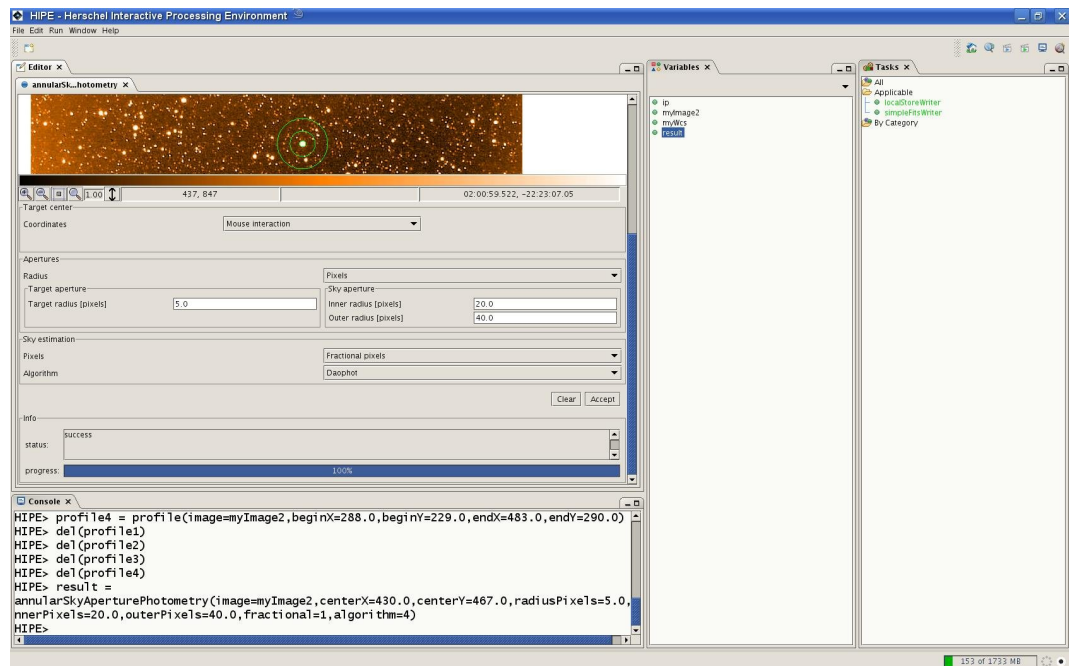 HIPE - Herschel Interactive Processing Environment
File Edit Run Window Help
Editor ×
annularSk...hotometry ×
1.00
437, 847
02:00:59.522, -22:23:07.05
Target center
Coordinates
Mouse interaction
Apertures
Radius
Pixels
Target aperture
Target radius [pixels]
5.0
Sky aperture
Inner radius [pixels]
20.0
Outer radius [pixels]
40.0
Sky estimation
Pixels
Fractional pixels
Algorithm
Daophot
Clear
Accept
Info
status:
success
progress:
100%
Console ×
HIPE> profile4 = profile(image=myImage2,beginX=288.0,beginY=229.0,endX=483.0,endY=290.0)
HIPE> del(profile1)
HIPE> del(profile2)
HIPE> del(profile3)
HIPE> del(profile4)
HIPE> result =
annularSkyAperturePhotometry(image=myImage2,centerX=430.0,centerY=467.0,radiusPixels=5.0,
nnerPixels=20.0,outerPixels=40.0,fractional=1,algorithm=4)
HIPE>
Variables ×
ip
myImage2
myWcs
result
Tasks ×
All
Applicable
localStoreWriter
simpleFitsWriter
By Category
153 of 1733 MB